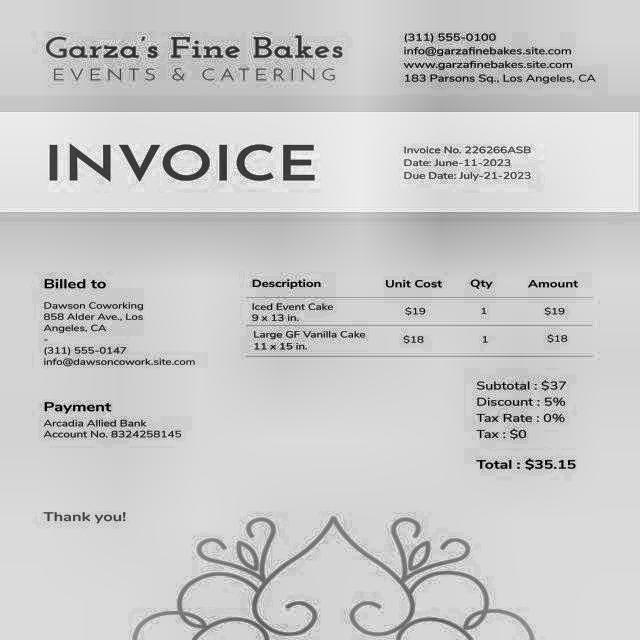 Garza's Fine Bakes
EVENTS & CATERING
(311) 555-0100
info@garzafinebakes.site.com
www.garzafinebakes.site.com
183 Parsons Sq., Los Angeles, CA
INVOICE
Invoice No. 226266ASB
Date: June-11-2023
Due Date: July-21-2023
Billed to
Dawson Coworking
858 Alder Ave., Los
Angeles, CA
-
(311) 555-0147
info@dawsoncowork.site.com
Payment
Arcadia Allied Bank
Account No. 8324258145
Description Unit Cost Qty Amount
Iced Event Cake
9 x 13 in. $19 1 $19
Large GF Vanilla Cake
11 x 15 in. $18 1 $18
Subtotal : $37
Discount : 5%
Tax Rate : 0%
Tax : $0
Total : $35.15
Thank you!